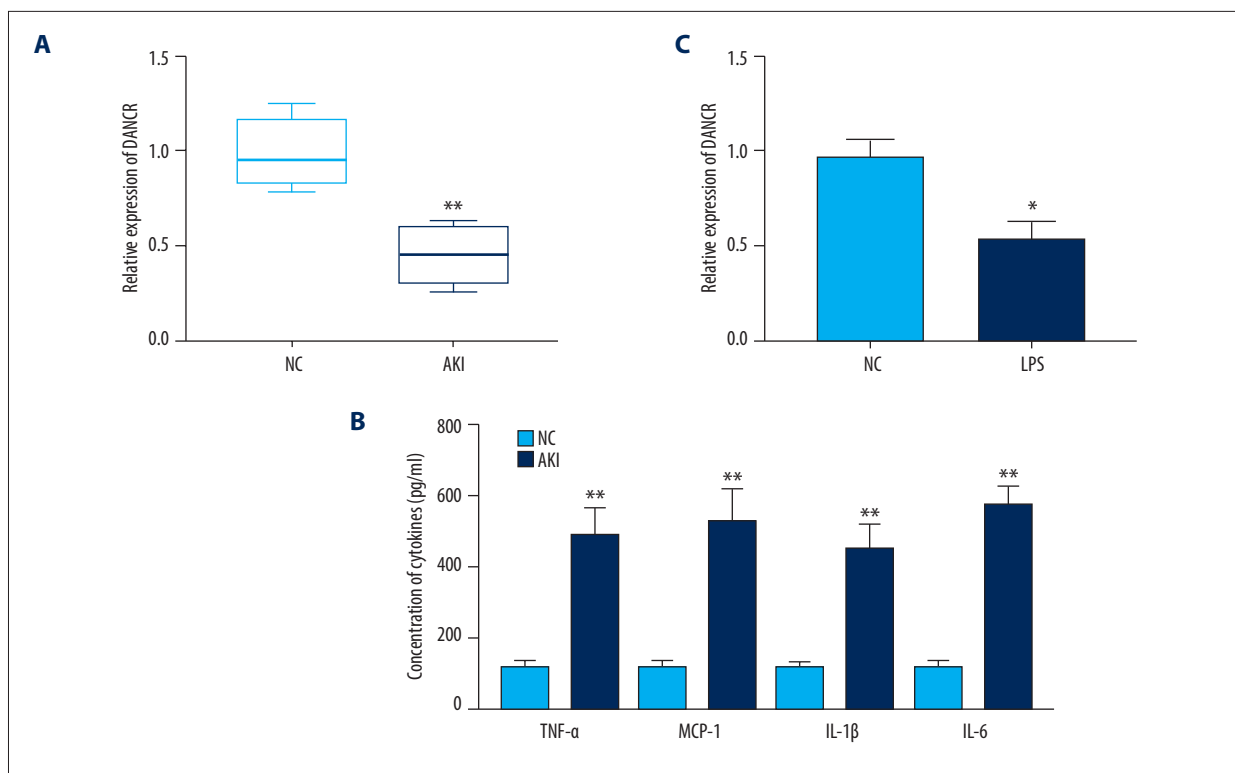 A
Relative expression of DANCR
1.5
1.0
0.5
0.0
**
NC
AKI
C
Relative expression of DANCR
1.5
1.0
0.5
0.0
*
NC
LPS
B
Concentration of cytokines (pg/ml)
800
600
400
200
0
NC
AKI
**
**
**
**
TNF-α
MCP-1
IL-1β
IL-6